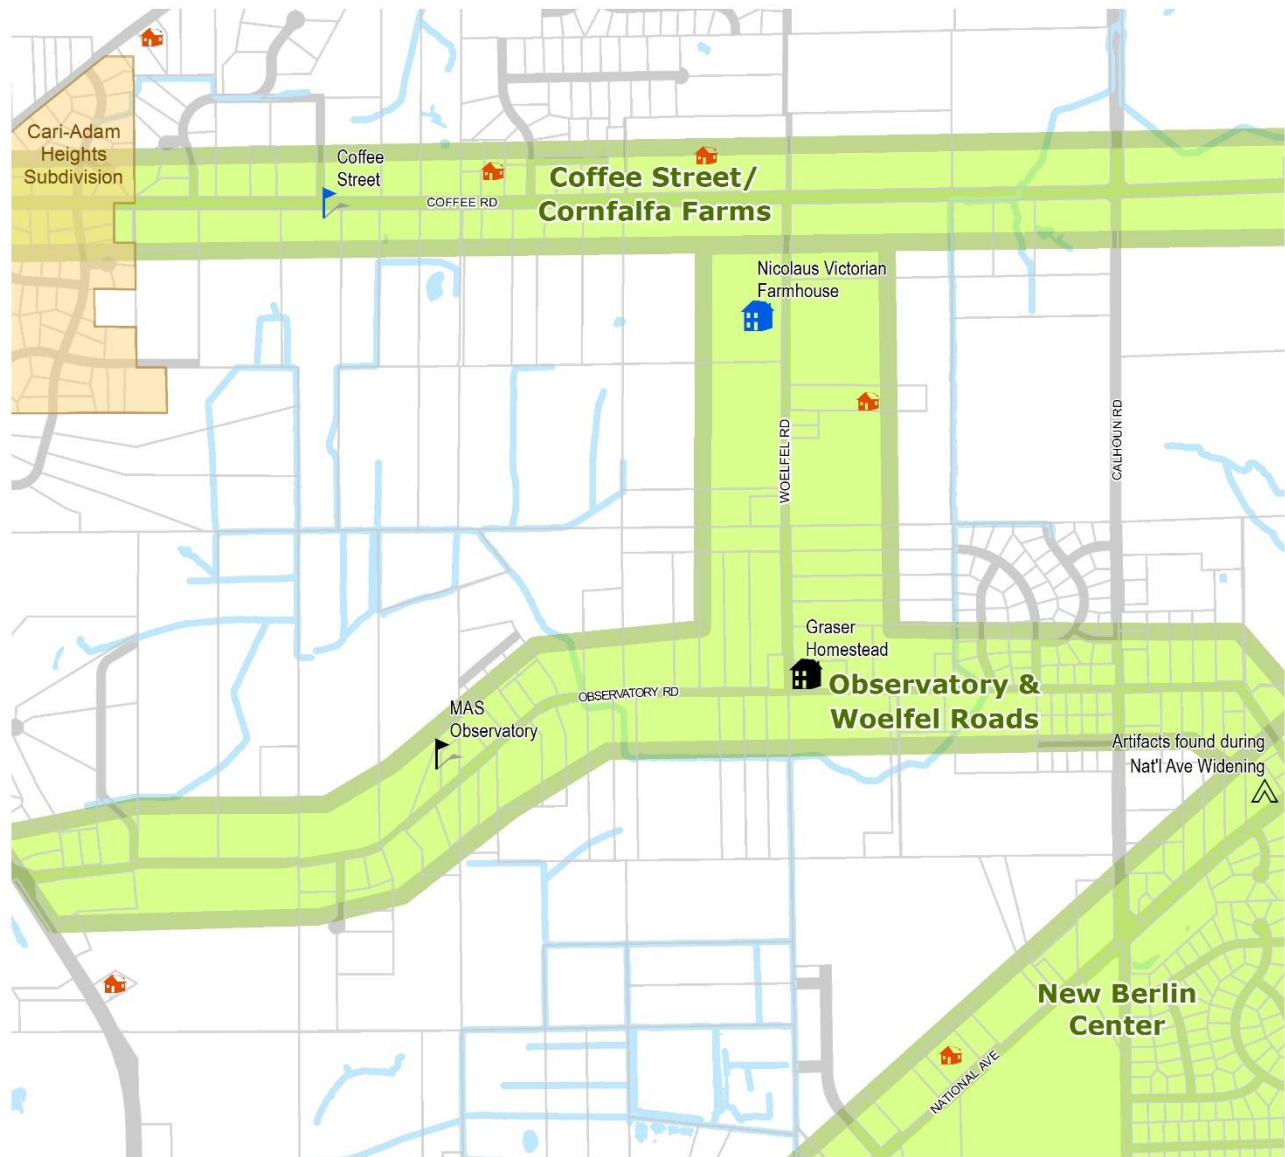 Cari-Adam
Heights
Subdivision
Coffee
Street
COFFEE RD
Coffee Street/
Cornfalfa Farms
Nicolaus Victorian
Farmhouse
WOELFEL RD
CALHOUN RD
Graser
Homestead
OBSERVATORY RD
Observatory &
Woelfel Roads
MAS
Observatory
Artifacts found during
Nat'l Ave Widening
New Berlin
Center
NATIONAL AVE